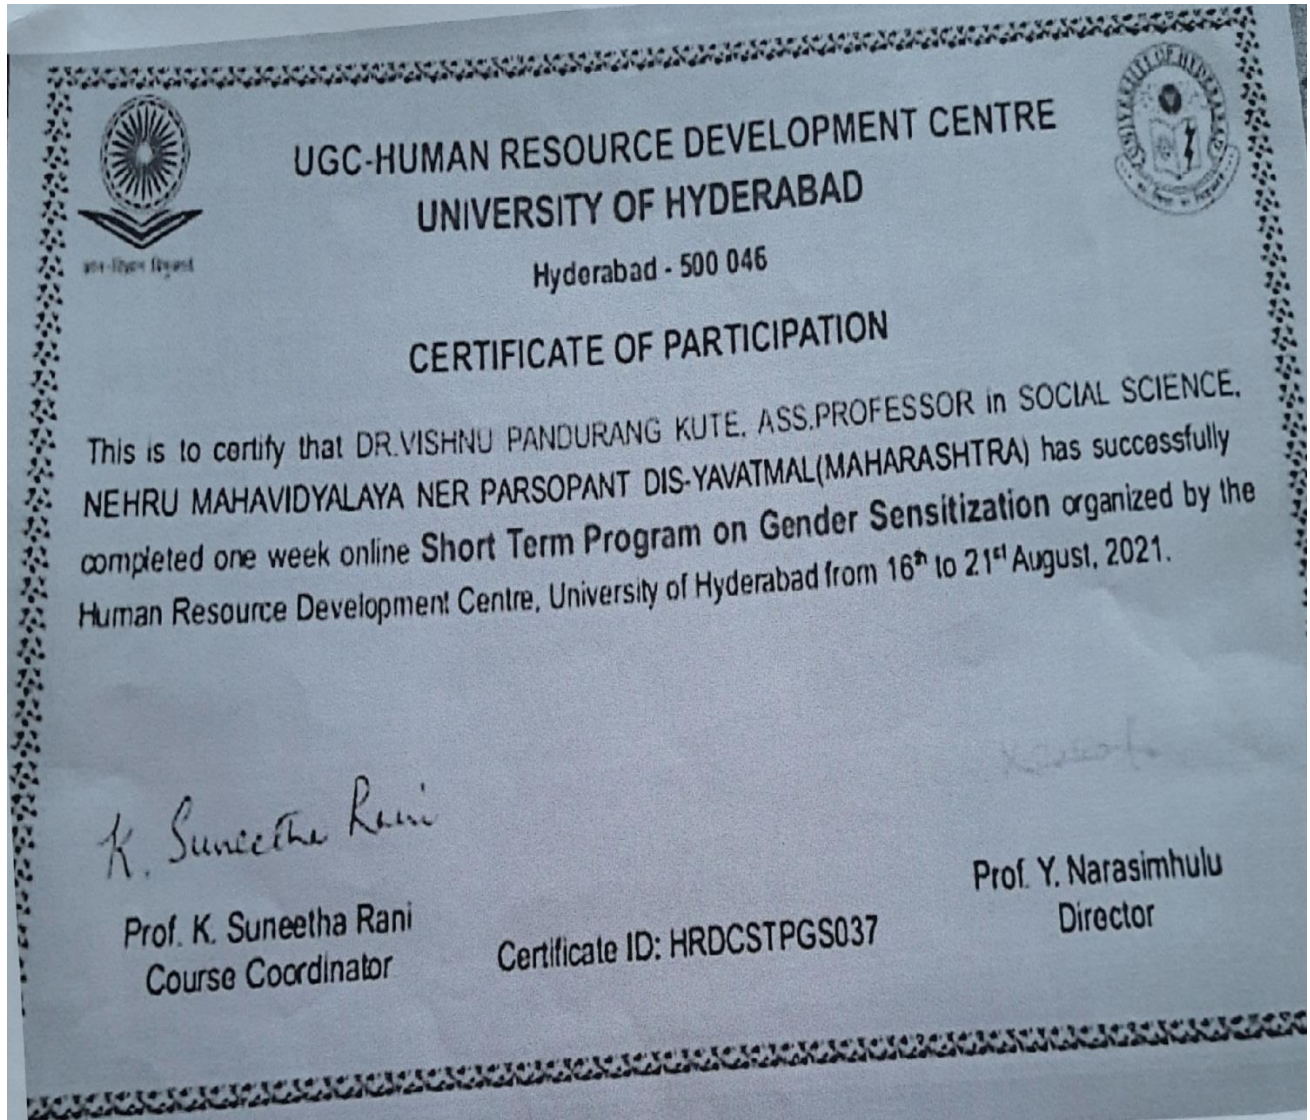 UNIVERSITY OF HYDERABAD
UGC-HUMAN RESOURCE DEVELOPMENT CENTRE
UNIVERSITY OF HYDERABAD
Hyderabad - 500 046
CERTIFICATE OF PARTICIPATION
This is to certify that DR.VISHNU PANDURANG KUTE, ASS.PROFESSOR in SOCIAL SCIENCE,
NEHRU MAHAVIDYALAYA NER PARSOPANT DIS-YAVATMAL(MAHARASHTRA) has successfully
completed one week online Short Term Program on Gender Sensitization organized by the
Human Resource Development Centre, University of Hyderabad from 16th to 21st August, 2021.
K. Suneetha Rani
Prof. K. Suneetha Rani
Course Coordinator
Certificate ID: HRDCSTPGS037
Prof. Y. Narasimhulu
Director